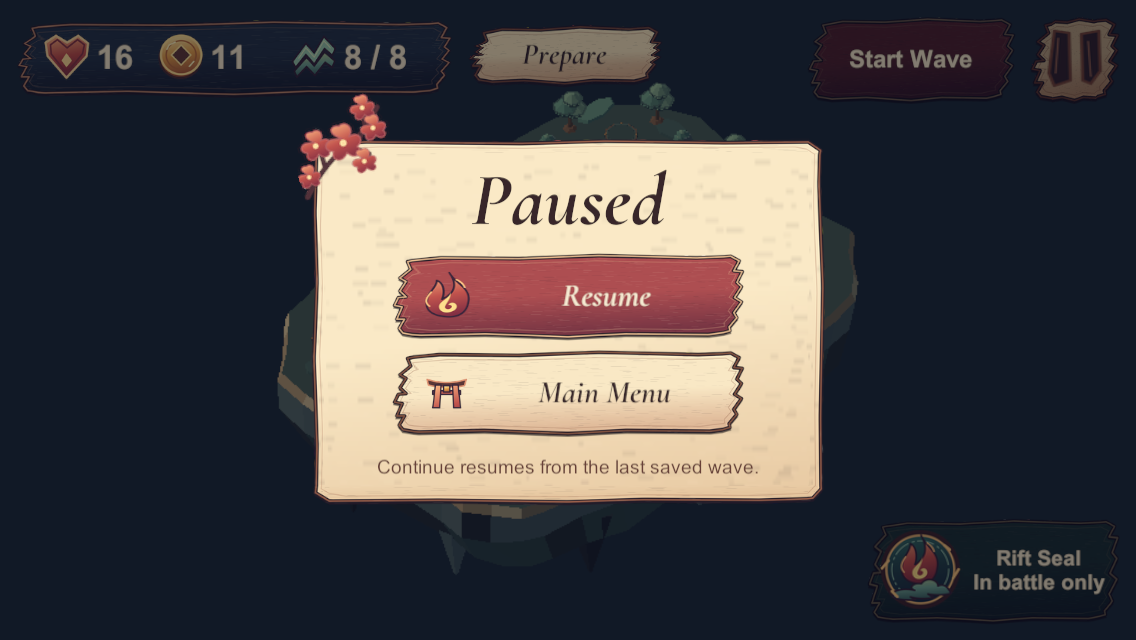 16
11
8 / 8
Prepare
Start Wave
Paused
Resume
Main Menu
Continue resumes from the last saved wave.
Rift Seal
In battle only